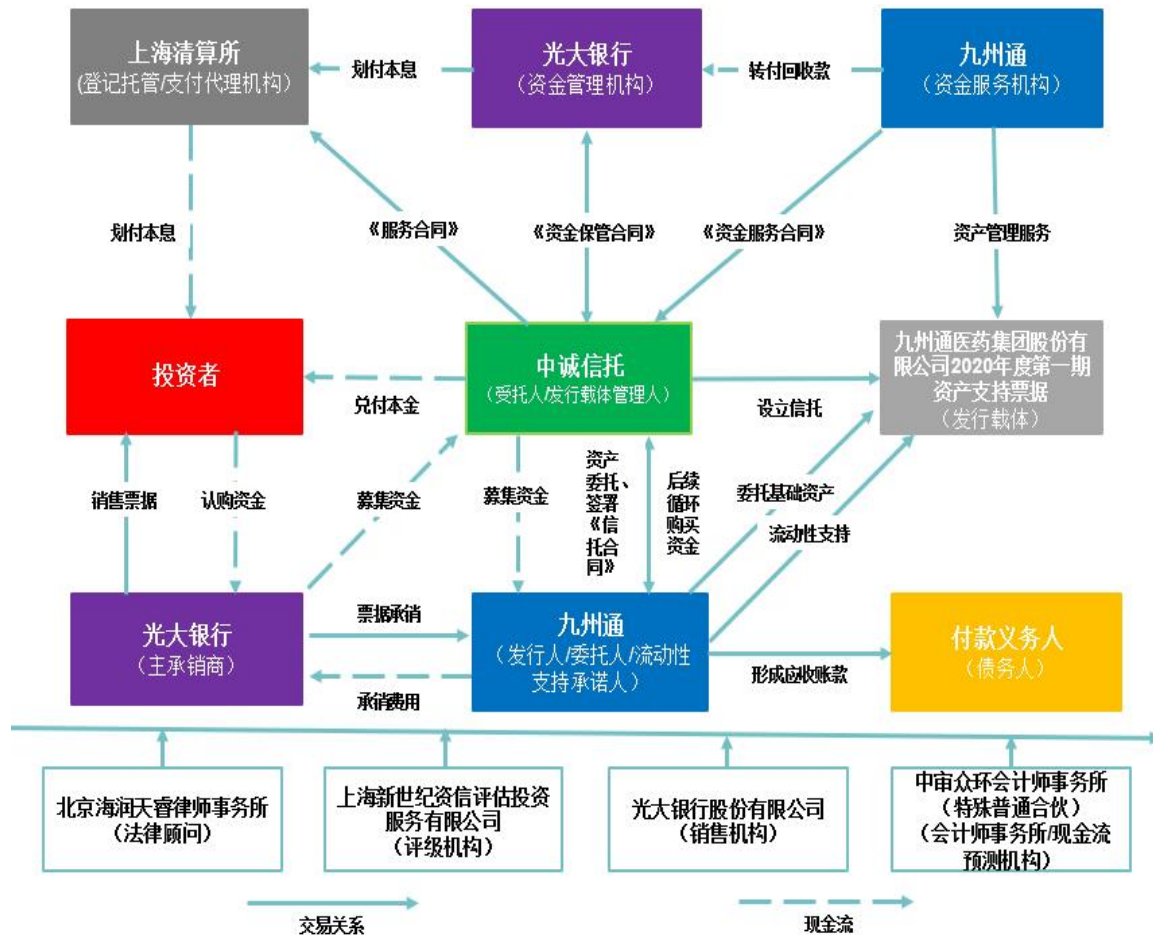 上海清算所
(登记托管/支付代理机构)
划付本息
光大银行
（资金管理机构）
转付回收款
九州通
（资金服务机构）
划付本息
《服务合同》
《资金保管合同》
《资金服务合同》
资产管理服务
投资者
兑付本金
中诚信托
（受托人/发行载体管理人）
设立信托
九州通医药集团股份有
限公司2020年度第一期
资产支持票据
（发行载体）
销售票据
认购资金
募集资金
募集资金
资产
委托、
签署
《信
托合
同》
后续
循环
购买
资金
委托基础资产
流动性支持
光大银行
（主承销商）
票据承销
承销费用
九州通
（发行人/委托人/流动性
支持承诺人）
形成应收账款
付款义务人
（债务人）
北京海润天睿律师事务所
（法律顾问）
上海新世纪资信评估投资
服务有限公司
（评级机构）
光大银行股份有限公司
（销售机构）
中审众环会计师事务所
（特殊普通合伙）
（会计师事务所/现金流
预测机构）
交易关系
现金流